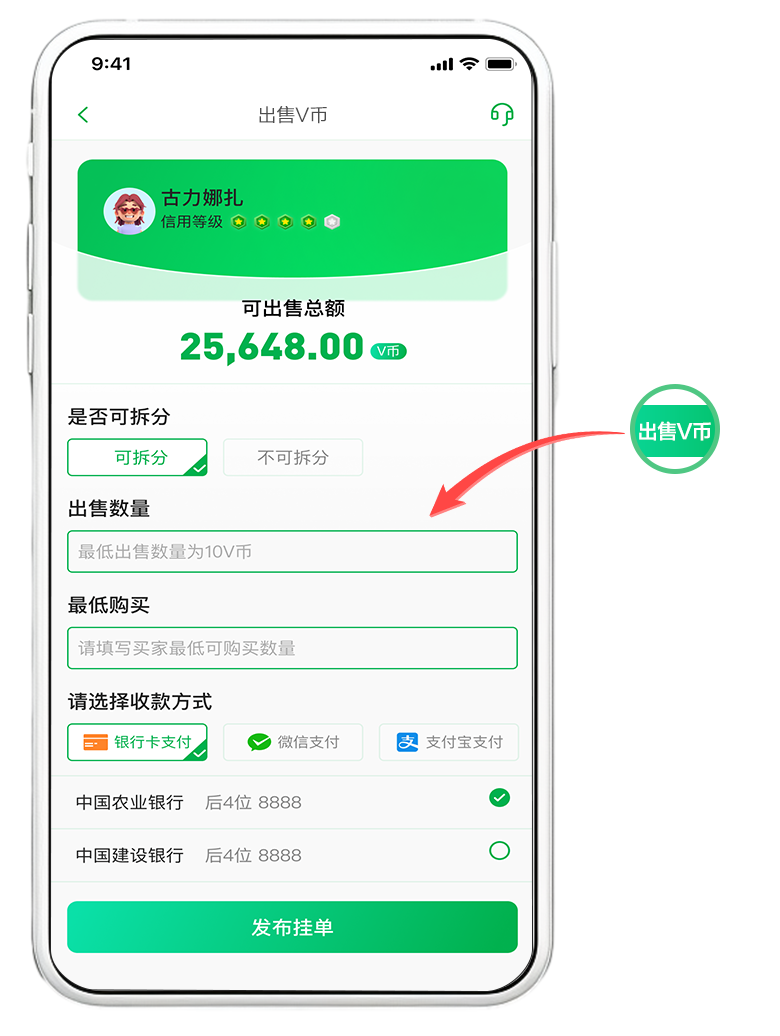 9:41
出售V币
古力娜扎
信用等级
可出售总额
25,648.00 V币
是否可拆分
可拆分 不可拆分
出售V币
出售数量
最低出售数量为10V币
最低购买
请填写买家最低可购买数量
请选择收款方式
银行卡支付 微信支付 支 支付宝支付
中国农业银行 后4位 8888
中国建设银行 后4位 8888
发布挂单